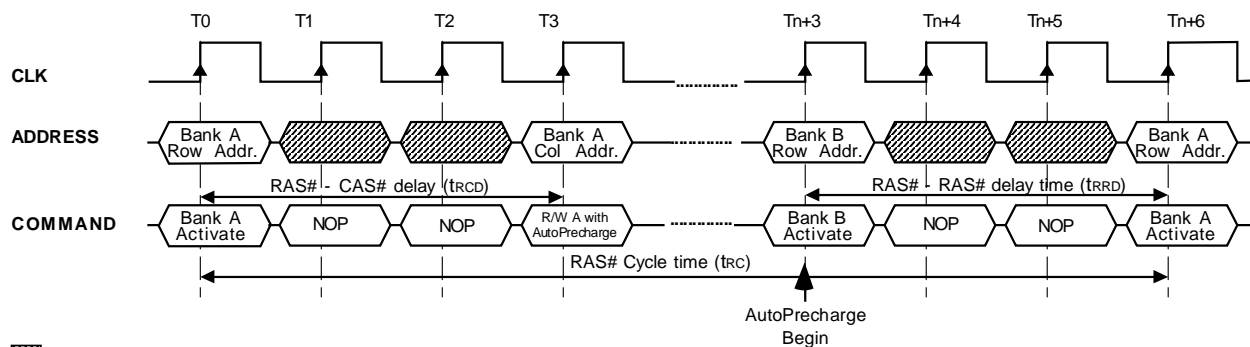 T0 T1 T2 T3 Tn+3 Tn+4 Tn+5 Tn+6
CLK
ADDRESS
Bank A
Row Addr.
Bank A
Col Addr.
Bank B
Row Addr.
Bank A
Row Addr.
RAS# - CAS# delay (tRCD)
RAS# - RAS# delay time (tRRD)
COMMAND
Bank A
Activate
NOP
NOP
R/W A with
AutoPrecharge
Bank B
Activate
NOP
NOP
Bank A
Activate
RAS# Cycle time (tRC)
AutoPrecharge
Begin